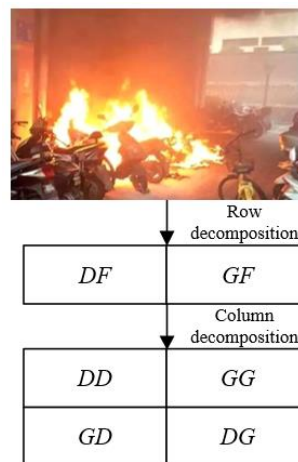 Row
decomposition
DF GF
Column
decomposition
DD GG
GD DG